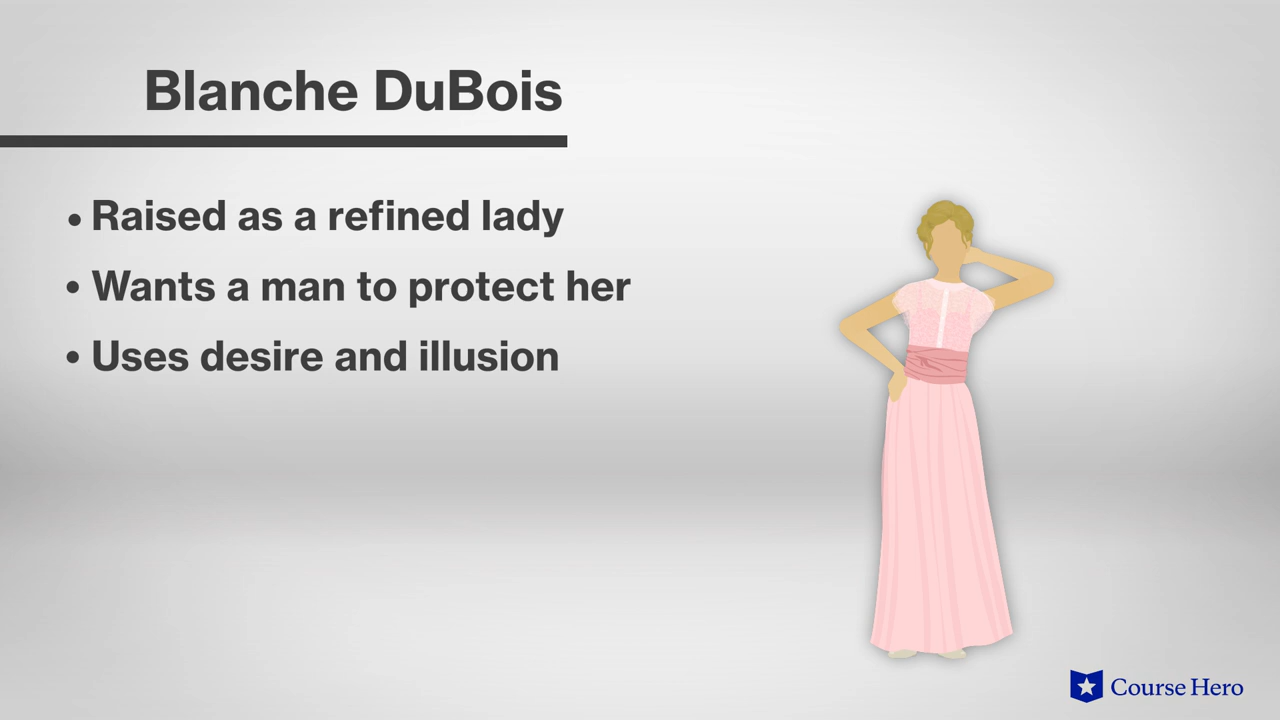 Blanche DuBois
• Raised as a refined lady
• Wants a man to protect her
• Uses desire and illusion
Course Hero